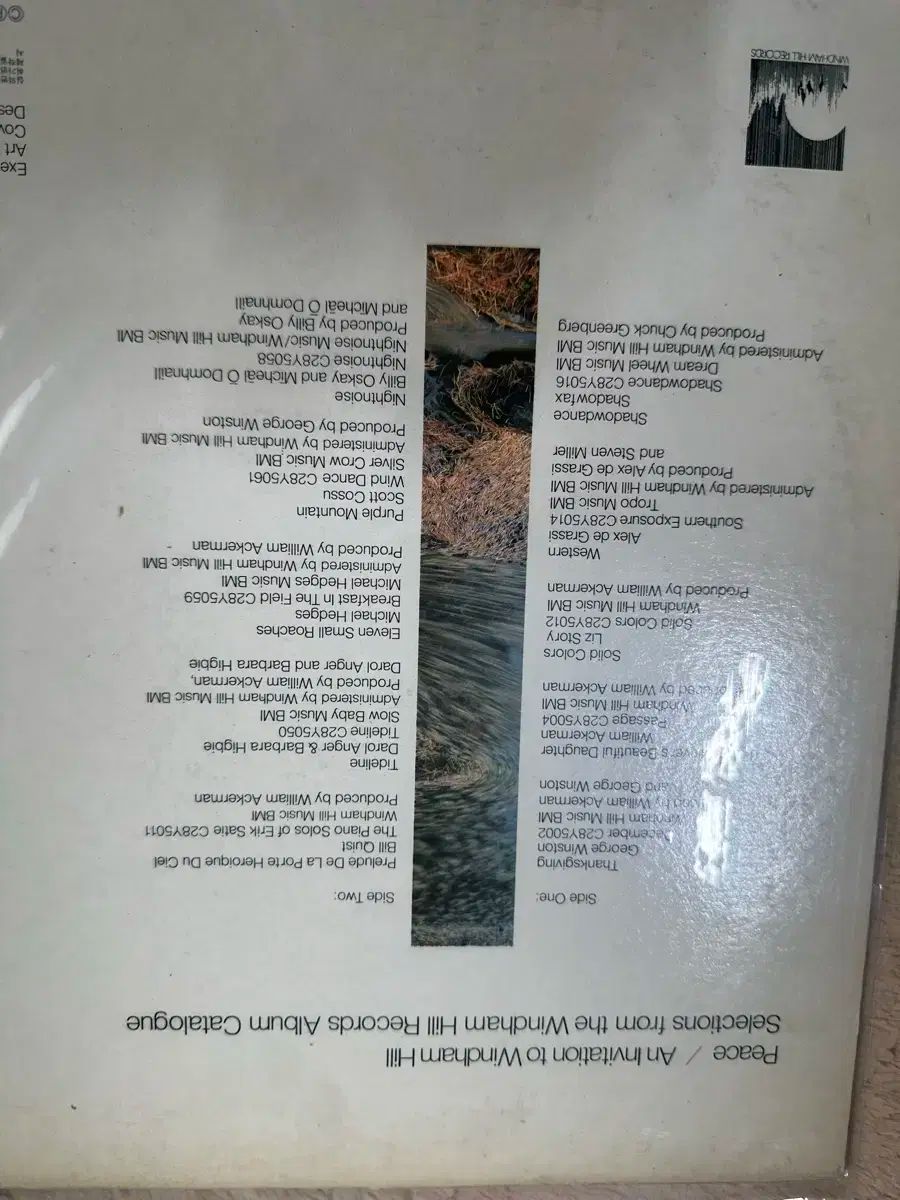 Peace / An Invitation to Windham Hill
Selections from the Windham Hill Records Album Catalogue
Side One:
Thanksgiving
George Winston
December C28Y5002
Windham Hill Music BMI
by William Ackerman
and George Winston
Beautiful Daughter
William Ackerman
Passage C28Y5004
Windham Hill Music BMI
Produced by William Ackerman
Solid Colors
Liz Story
Solid Colors C28Y5012
Windham Hill Music BMI
Produced by William Ackerman
Western
Alex de Grassi
Southern Exposure C28Y5014
Tropo Music BMI
Administered by Windham Hill Music BMI
Produced by Alex de Grassi
and Steven Miller
Shadowdance
Shadowfax
Shadowdance C28Y5016
Dream Wheel Music BMI
Administered by Windham Hill Music BMI
Produced by Chuck Greenberg
Side Two:
Prelude De La Porte Heroique Du Ciel
Bill Quist
The Piano Solos of Erik Satie C28Y5011
Windham Hill Music BMI
Produced by William Ackerman
Tideline
Darol Anger & Barbara Higbie
Tideline C28Y5050
Slow Baby Music BMI
Administered by Windham Hill Music BMI
Produced by William Ackerman,
Darol Anger and Barbara Higbie
Eleven Small Roaches
Michael Hedges
Breakfast In The Field C28Y5059
Michael Hedges Music BMI
Administered by Windham Hill Music BMI
Produced by William Ackerman
Purple Mountain
Scott Cossu
Wind Dance C28Y5061
Silver Crow Music BMI
Administered by Windham Hill Music BMI
Produced by George Winston
Nightnoise
Billy Oskay and Micheál Ō Domhnaill
Nightnoise C28Y5058
Nightnoise Music/Windham Hill Music BMI
Produced by Billy Oskay
and Micheál Ō Domhnaill
WINDHAM HILL RECORDS
Exe
Art
Cov
Des